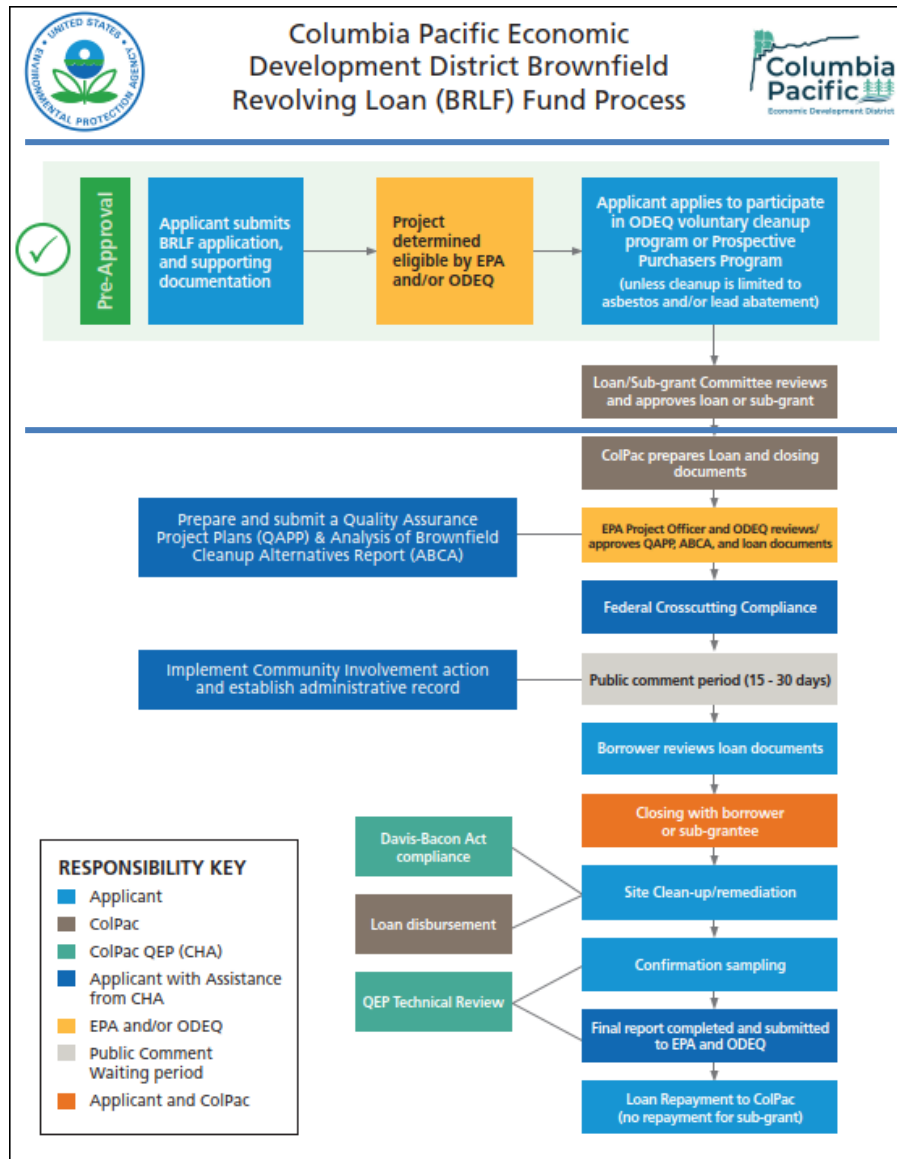 UNITED STATES
ENVIRONMENTAL PROTECTION AGENCY
Columbia Pacific Economic
Development District Brownfield
Revolving Loan (BRLF) Fund Process
Columbia
Pacific
Economic Development District
Pre-Approval
Applicant submits
BRLF application,
and supporting
documentation
Project
determined
eligible by EPA
and/or ODEQ
Applicant applies to participate
in ODEQ voluntary cleanup
program or Prospective
Purchasers Program
(unless cleanup is limited to
asbestos and/or lead abatement)
Loan/Sub-grant Committee reviews
and approves loan or sub-grant
ColPac prepares Loan and closing
documents
Prepare and submit a Quality Assurance
Project Plans (QAPP) & Analysis of Brownfield
Cleanup Alternatives Report (ABCA)
EPA Project Officer and ODEQ reviews/
approves QAPP, ABCA, and loan documents
Federal Crosscutting Compliance
Implement Community Involvement action
and establish administrative record
Public comment period (15 - 30 days)
Borrower reviews loan documents
Closing with borrower
or sub-grantee
Davis-Bacon Act
compliance
Site Clean-up/remediation
Loan disbursement
Confirmation sampling
QEP Technical Review
Final report completed and submitted
to EPA and ODEQ
Loan Repayment to ColPac
(no repayment for sub-grant)
RESPONSIBILITY KEY
Applicant
ColPac
ColPac QEP (CHA)
Applicant with Assistance
from CHA
EPA and/or ODEQ
Public Comment
Waiting period
Applicant and ColPac